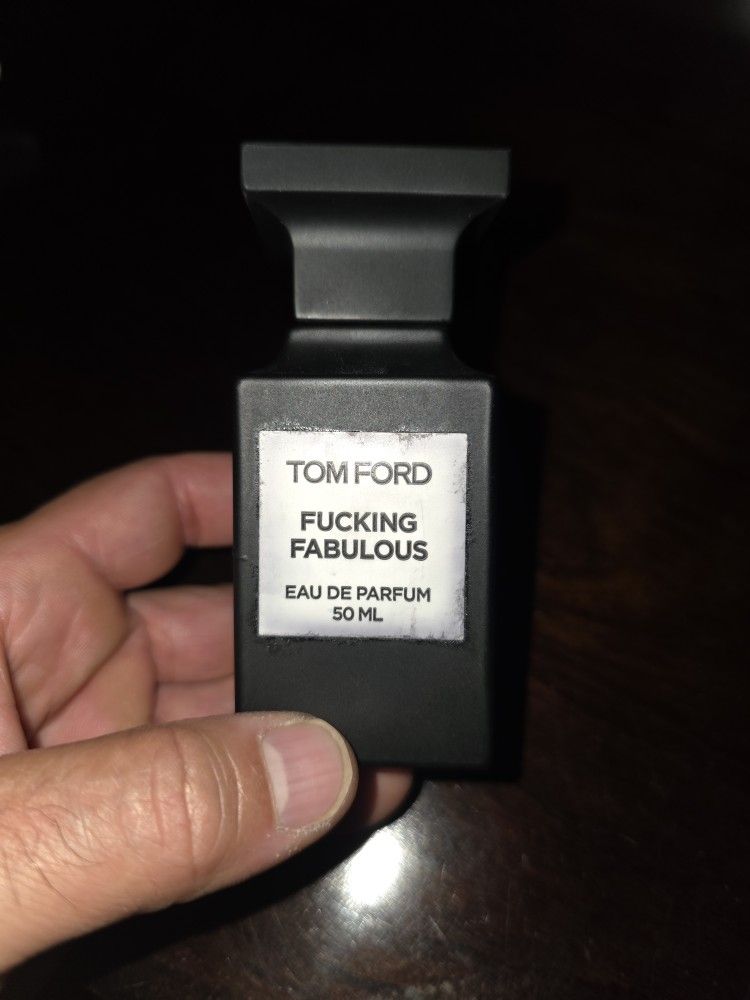 TOM FORD
FUCKING
FABULOUS
EAU DE PARFUM
50 ML